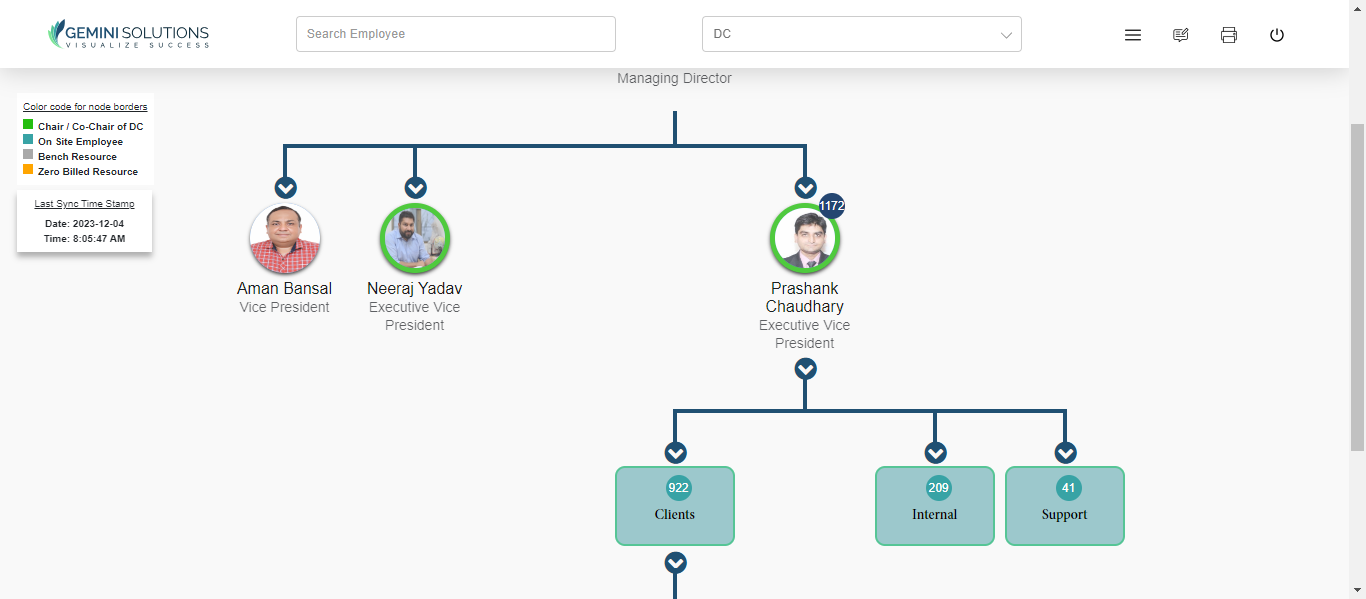 GEMINI SOLUTIONS
VISUALIZE SUCCESS
Search Employee
DC
Managing Director
Color code for node borders
Chair / Co-Chair of DC
On Site Employee
Bench Resource
Zero Billed Resource
Last Sync Time Stamp
Date: 2023-12-04
Time: 8:05:47 AM
Aman Bansal
Vice President
Neeraj Yadav
Executive Vice
President
1172
Prashank
Chaudhary
Executive Vice
President
922
Clients
209
Internal
41
Support